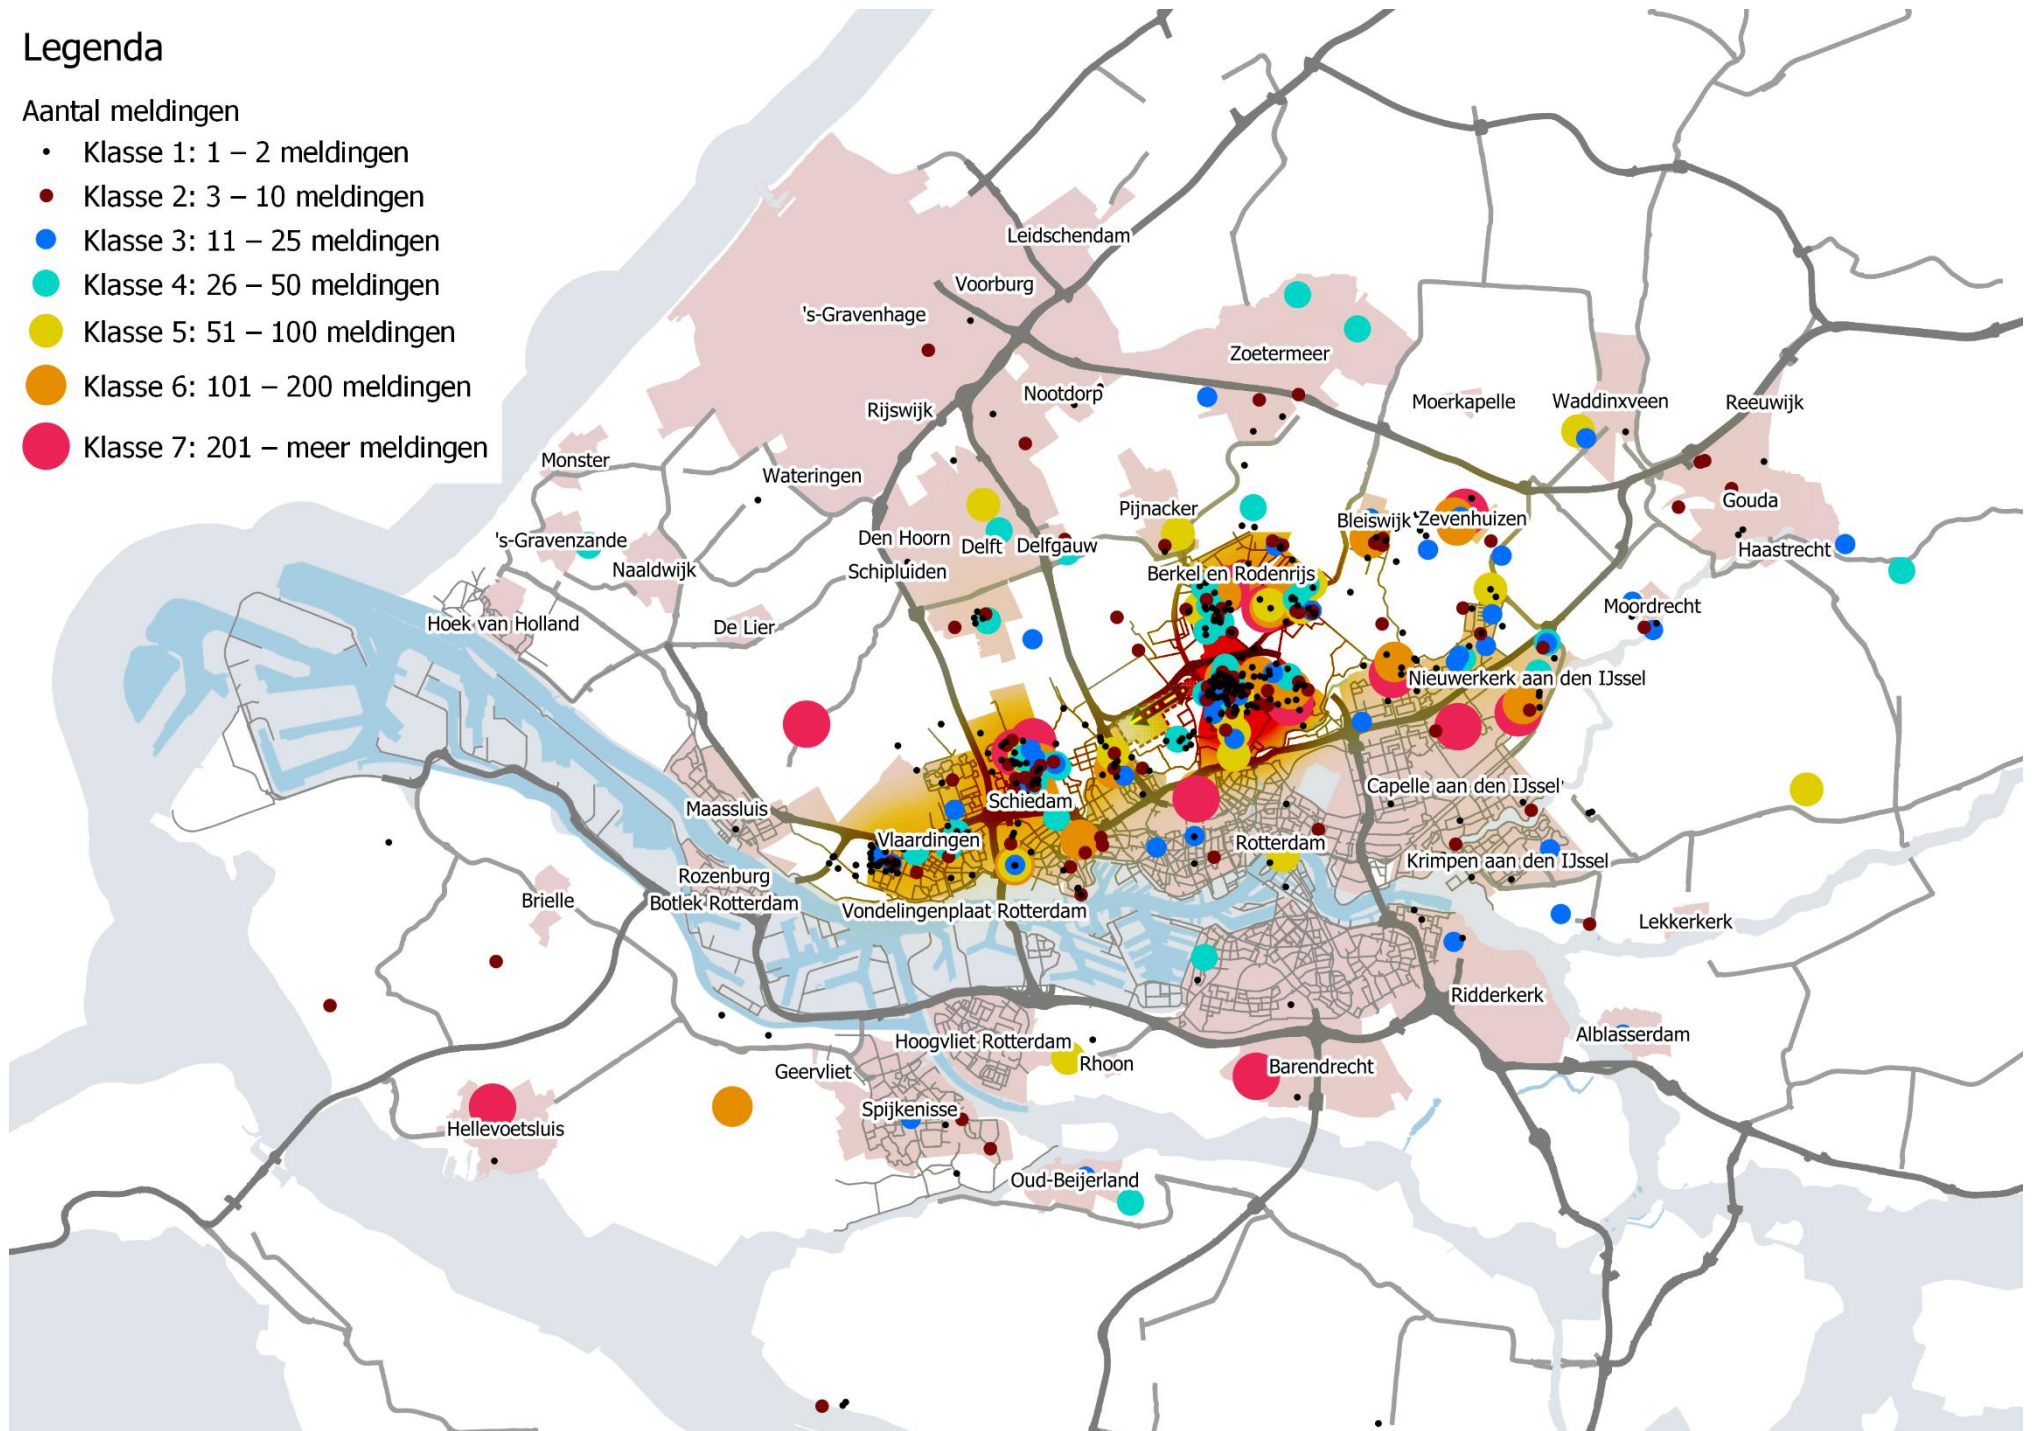 Legenda
Aantal meldingen
Klasse 1: 1 – 2 meldingen
Klasse 2: 3 – 10 meldingen
Klasse 3: 11 – 25 meldingen
Klasse 4: 26 – 50 meldingen
Klasse 5: 51 – 100 meldingen
Klasse 6: 101 – 200 meldingen
Klasse 7: 201 – meer meldingen
Leidschendam
Voorburg
's-Gravenhage
Zoetermeer
Nootdorp
Rijswijk
Moerkapelle
Waddinxveen
Reeuwijk
Monster
Wateringen
Gouda
Pijnacker
Bleiswijk
Zevenhuizen
's-Gravenzande
Den Hoorn
Delft
Delfgauw
Haastrecht
Naaldwijk
Schipluiden
Berkel en Rodenrijs
Moordrecht
Hoek van Holland
De Lier
Nieuwerkerk aan den IJssel
Capelle aan den IJssel
Maassluis
Schiedam
Vlaardingen
Rotterdam
Krimpen aan den IJssel
Rozenburg
Brielle
Botlek Rotterdam
Vondelingenplaat Rotterdam
Lekkerkerk
Ridderkerk
Alblasserdam
Hoogvliet Rotterdam
Rhoon
Barendrecht
Geervliet
Spijkenisse
Hellevoetsluis
Oud-Beijerland